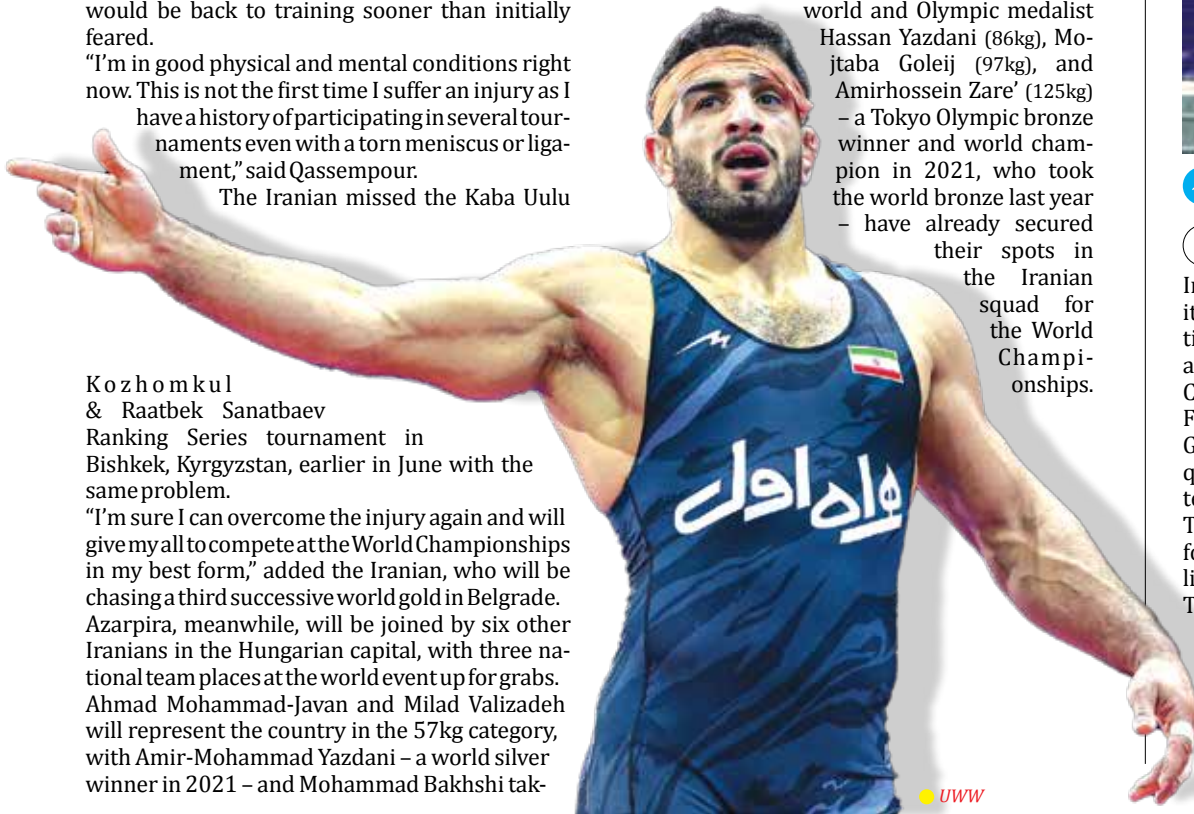 would be back to training sooner than initially
feared.
“I’m in good physical and mental conditions right
now. This is not the first time I suffer an injury as I
have a history of participating in several tour-
naments even with a torn meniscus or liga-
ment,” said Qassempour.
The Iranian missed the Kaba Uulu
Kozhomkul
& Raatbek Sanatbaev
Ranking Series tournament in
Bishkek, Kyrgyzstan, earlier in June with the
same problem.
“I’m sure I can overcome the injury again and will
give my all to compete at the World Championships
in my best form,” added the Iranian, who will be
chasing a third successive world gold in Belgrade.
Azarpira, meanwhile, will be joined by six other
Iranians in the Hungarian capital, with three na-
tional team places at the world event up for grabs.
Ahmad Mohammad-Javan and Milad Valizadeh
will represent the country in the 57kg category,
with Amir-Mohammad Yazdani – a world silver
winner in 2021 – and Mohammad Bakhshi tak-
world and Olympic medalist
Hassan Yazdani (86kg), Mo-
jtaba Goleij (97kg), and
Amirhossein Zare’ (125kg)
– a Tokyo Olympic bronze
winner and world cham-
pion in 2021, who took
the world bronze last year
– have already secured
their spots in
the Iranian
squad for
the World
Champi-
onships.
همراه اول
UWW